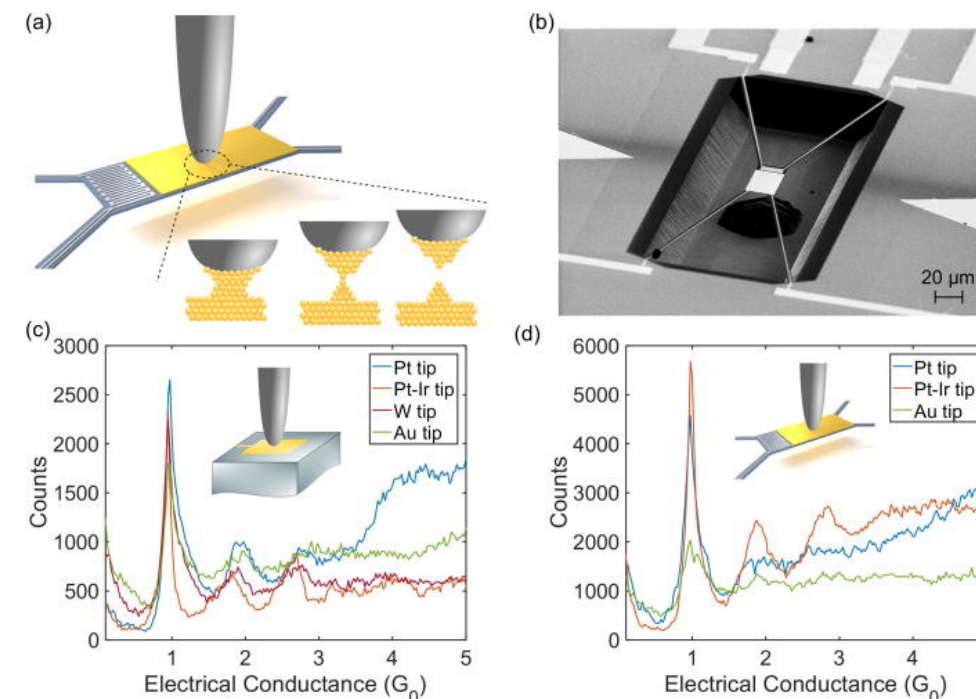 (a)
(b)
20 µm
(c)
3000
2500
2000
1500
1000
500
0
Counts
1
2
3
4
5
Electrical Conductance (G0)
Pt tip
Pt-Ir tip
W tip
Au tip
(d)
6000
5000
4000
3000
2000
1000
0
Counts
1
2
3
4
Electrical Conductance (G0)
Pt tip
Pt-Ir tip
Au tip